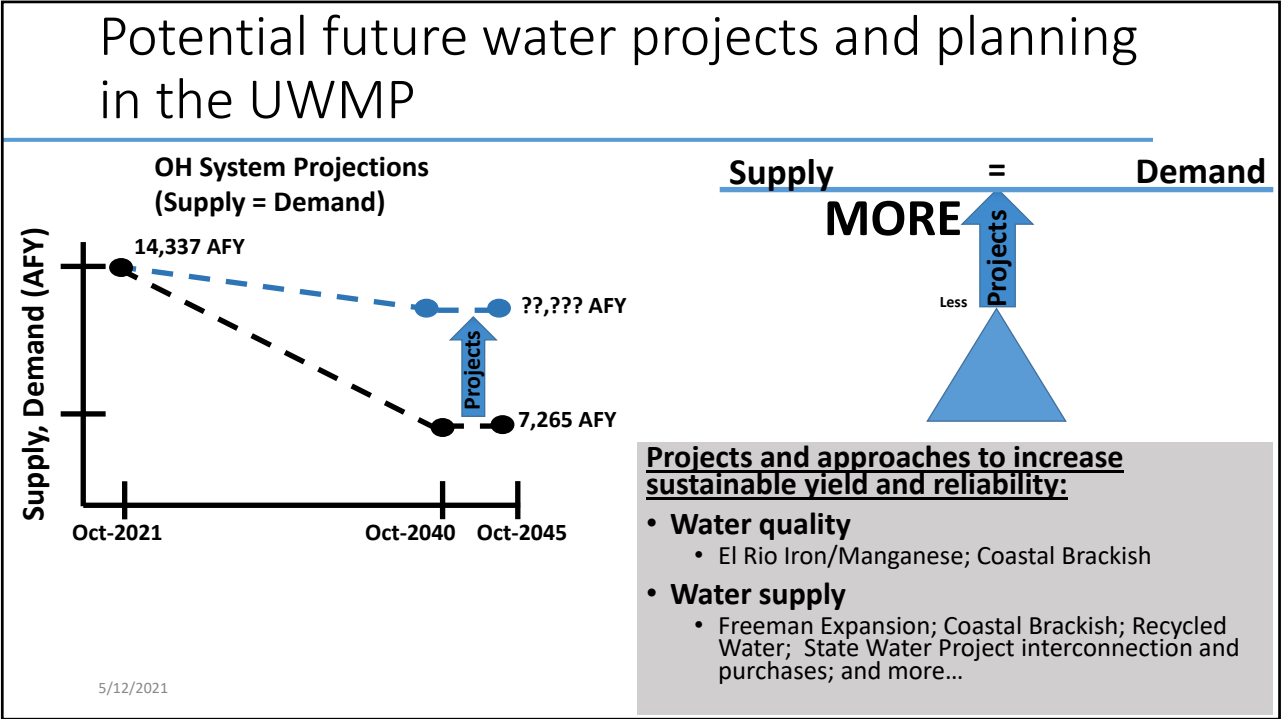 Potential future water projects and planning
in the UWMP
OH System Projections
(Supply = Demand)
Supply, Demand (AFY)
14,337 AFY
??,??? AFY
Projects
7,265 AFY
Oct-2021
Oct-2040
Oct-2045
Supply = Demand
MORE
Projects
Less
Projects and approaches to increase
sustainable yield and reliability:
• Water quality
• El Rio Iron/Manganese; Coastal Brackish
• Water supply
• Freeman Expansion; Coastal Brackish; Recycled
Water; State Water Project interconnection and
purchases; and more…
5/12/2021